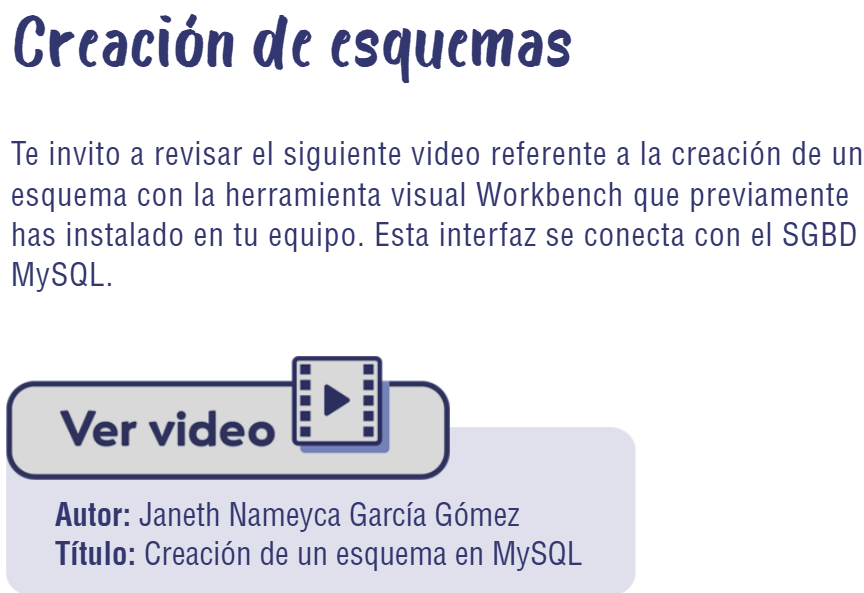 Creación de esquemas
Te invito a revisar el siguiente video referente a la creación de un
esquema con la herramienta visual Workbench que previamente
has instalado en tu equipo. Esta interfaz se conecta con el SGBD
MySQL.
Ver video
Autor: Janeth Nameyca García Gómez
Título: Creación de un esquema en MySQL